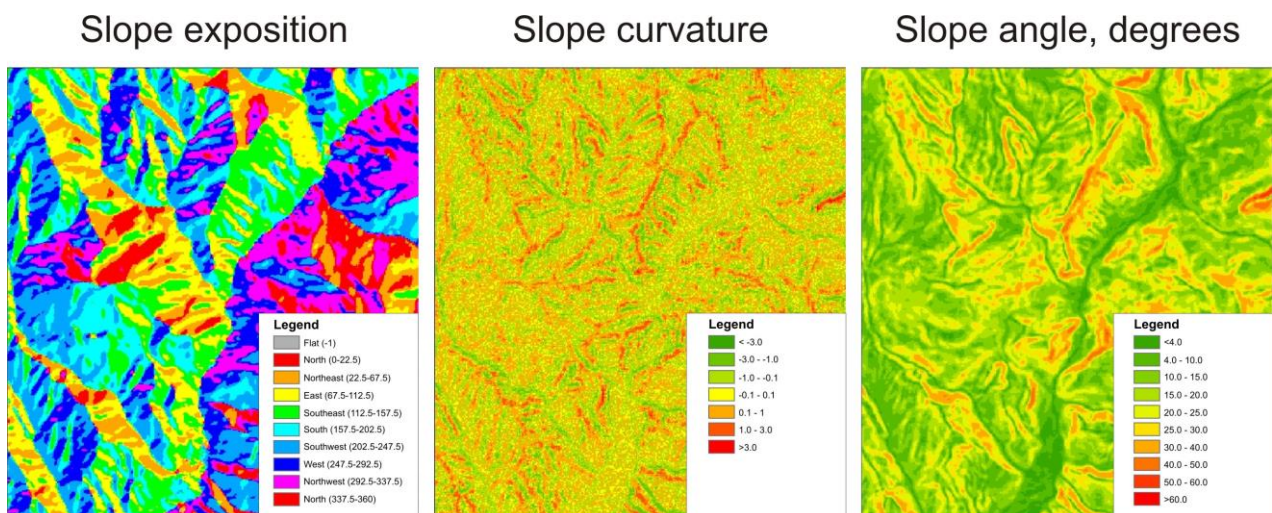 Slope exposition
Slope curvature
Slope angle, degrees
Legend
Flat (-1)
North (0-22.5)
Northeast (22.5-67.5)
East (67.5-112.5)
Southeast (112.5-157.5)
South (157.5-202.5)
Southwest (202.5-247.5)
West (247.5-292.5)
Northwest (292.5-337.5)
North (337.5-360)
Legend
< -3.0
-3.0 - -1.0
-1.0 - -0.1
-0.1 - 0.1
0.1 - 1
1.0 - 3.0
>3.0
Legend
<4.0
4.0 - 10.0
10.0 - 15.0
15.0 - 20.0
20.0 - 25.0
25.0 - 30.0
30.0 - 40.0
40.0 - 50.0
50.0 - 60.0
>60.0